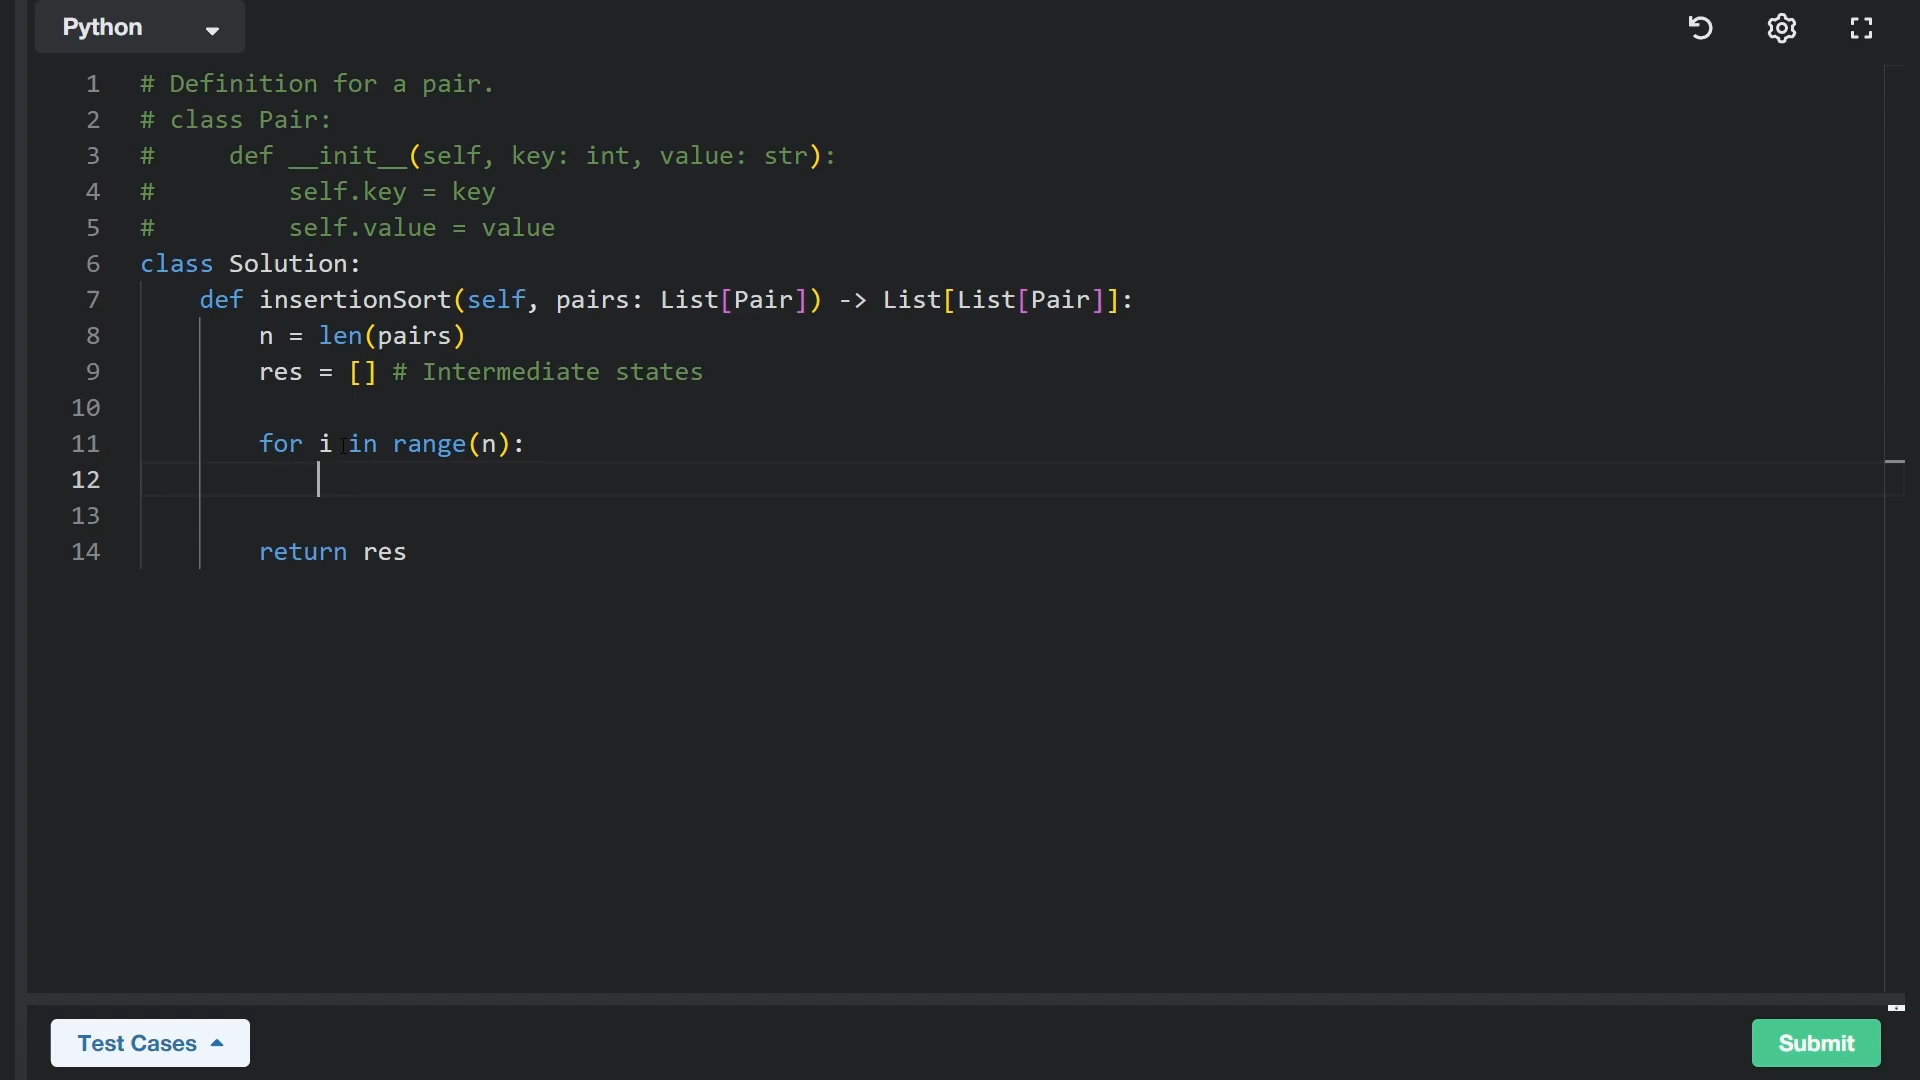 Python
1 # Definition for a pair.
2 # class Pair:
3 #     def __init__(self, key: int, value: str):
4 #         self.key = key
5 #         self.value = value
6 class Solution:
7     def insertionSort(self, pairs: List[Pair]) -> List[List[Pair]]:
8         n = len(pairs)
9         res = [] # Intermediate states
10
11         for i in range(n):
12
13
14         return res
Test Cases
Submit